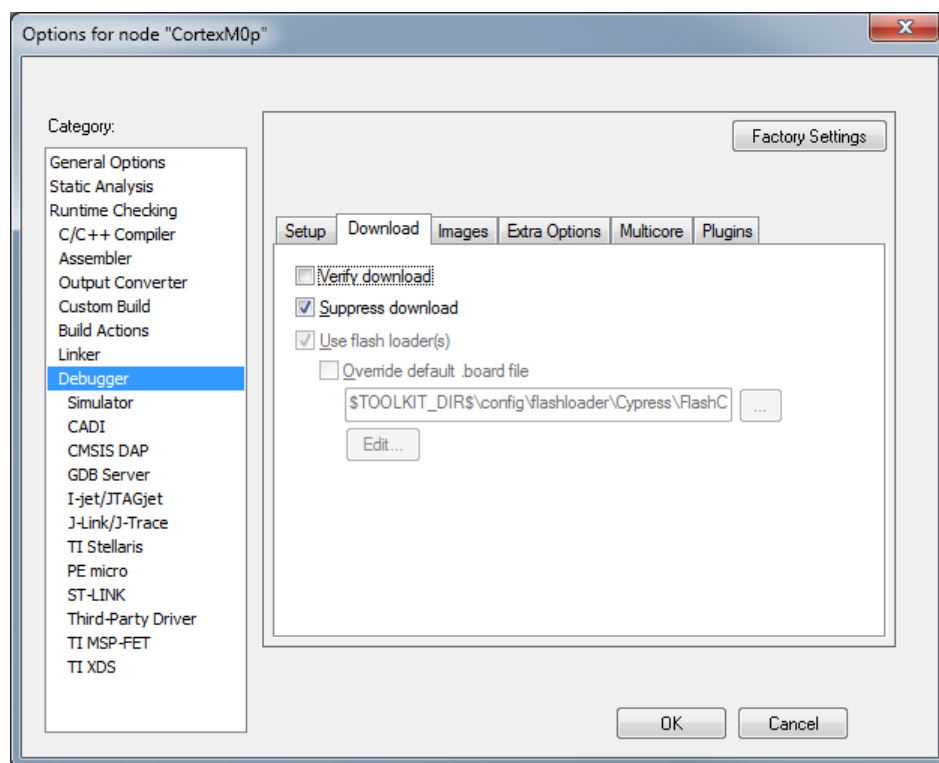 Options for node "CortexM0p"
X
Category:
Factory Settings
General Options
Static Analysis
Runtime Checking
C/C++ Compiler
Assembler
Output Converter
Custom Build
Build Actions
Linker
Debugger
Simulator
CADI
CMSIS DAP
GDB Server
I-jet/JTAGjet
J-Link/J-Trace
TI Stellaris
PE micro
ST-LINK
Third-Party Driver
TI MSP-FET
TI XDS
Setup Download Images Extra Options Multicore Plugins
Verify download
Suppress download
Use flash loader(s)
Override default .board file
$TOOLKIT_DIR$\config\flashloader\Cypress\FlashC
...
Edit...
OK Cancel